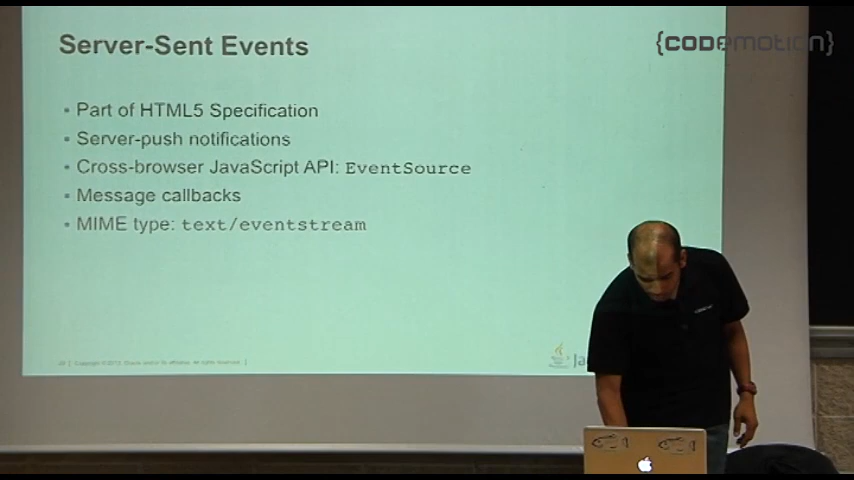 Server-Sent Events
{CODEMOTION}
▪ Part of HTML5 Specification
▪ Server-push notifications
▪ Cross-browser JavaScript API: EventSource
▪ Message callbacks
▪ MIME type: text/eventstream